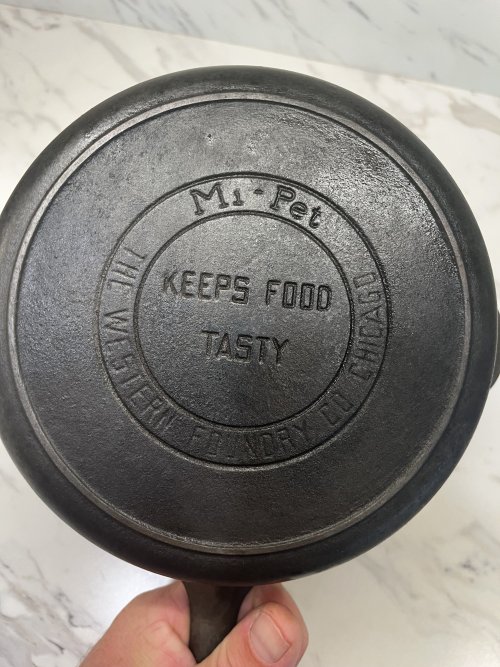 Mi-Pet
KEEPS FOOD
TASTY
THE WESTERN FOUNDRY CO CHICAGO